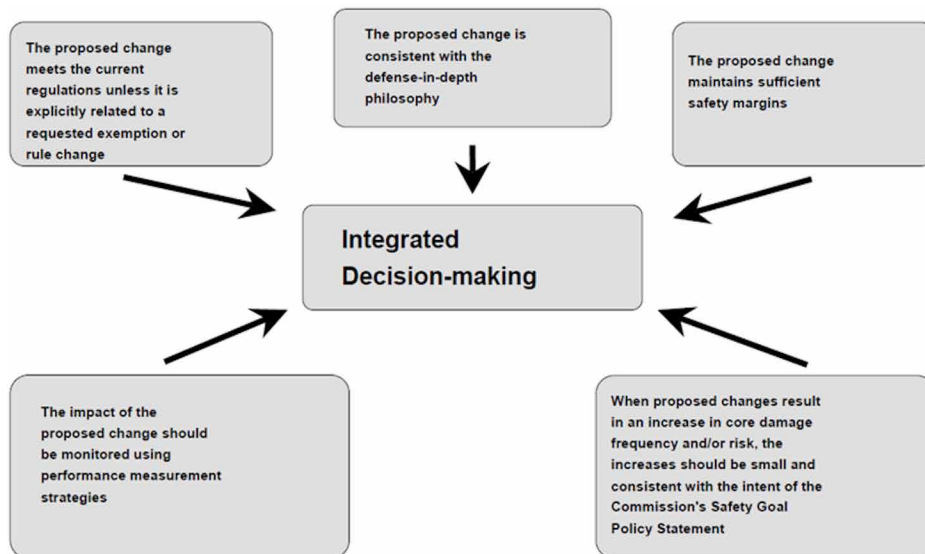 The proposed change
meets the current
regulations unless it is
explicitly related to a
requested exemption or
rule change
The proposed change is
consistent with the
defense-in-depth
philosophy
The proposed change
maintains sufficient
safety margins
Integrated
Decision-making
The impact of the
proposed change should
be monitored using
performance measurement
strategies
When proposed changes result
in an increase in core damage
frequency and/or risk, the
increases should be small and
consistent with the intent of the
Commission's Safety Goal
Policy Statement